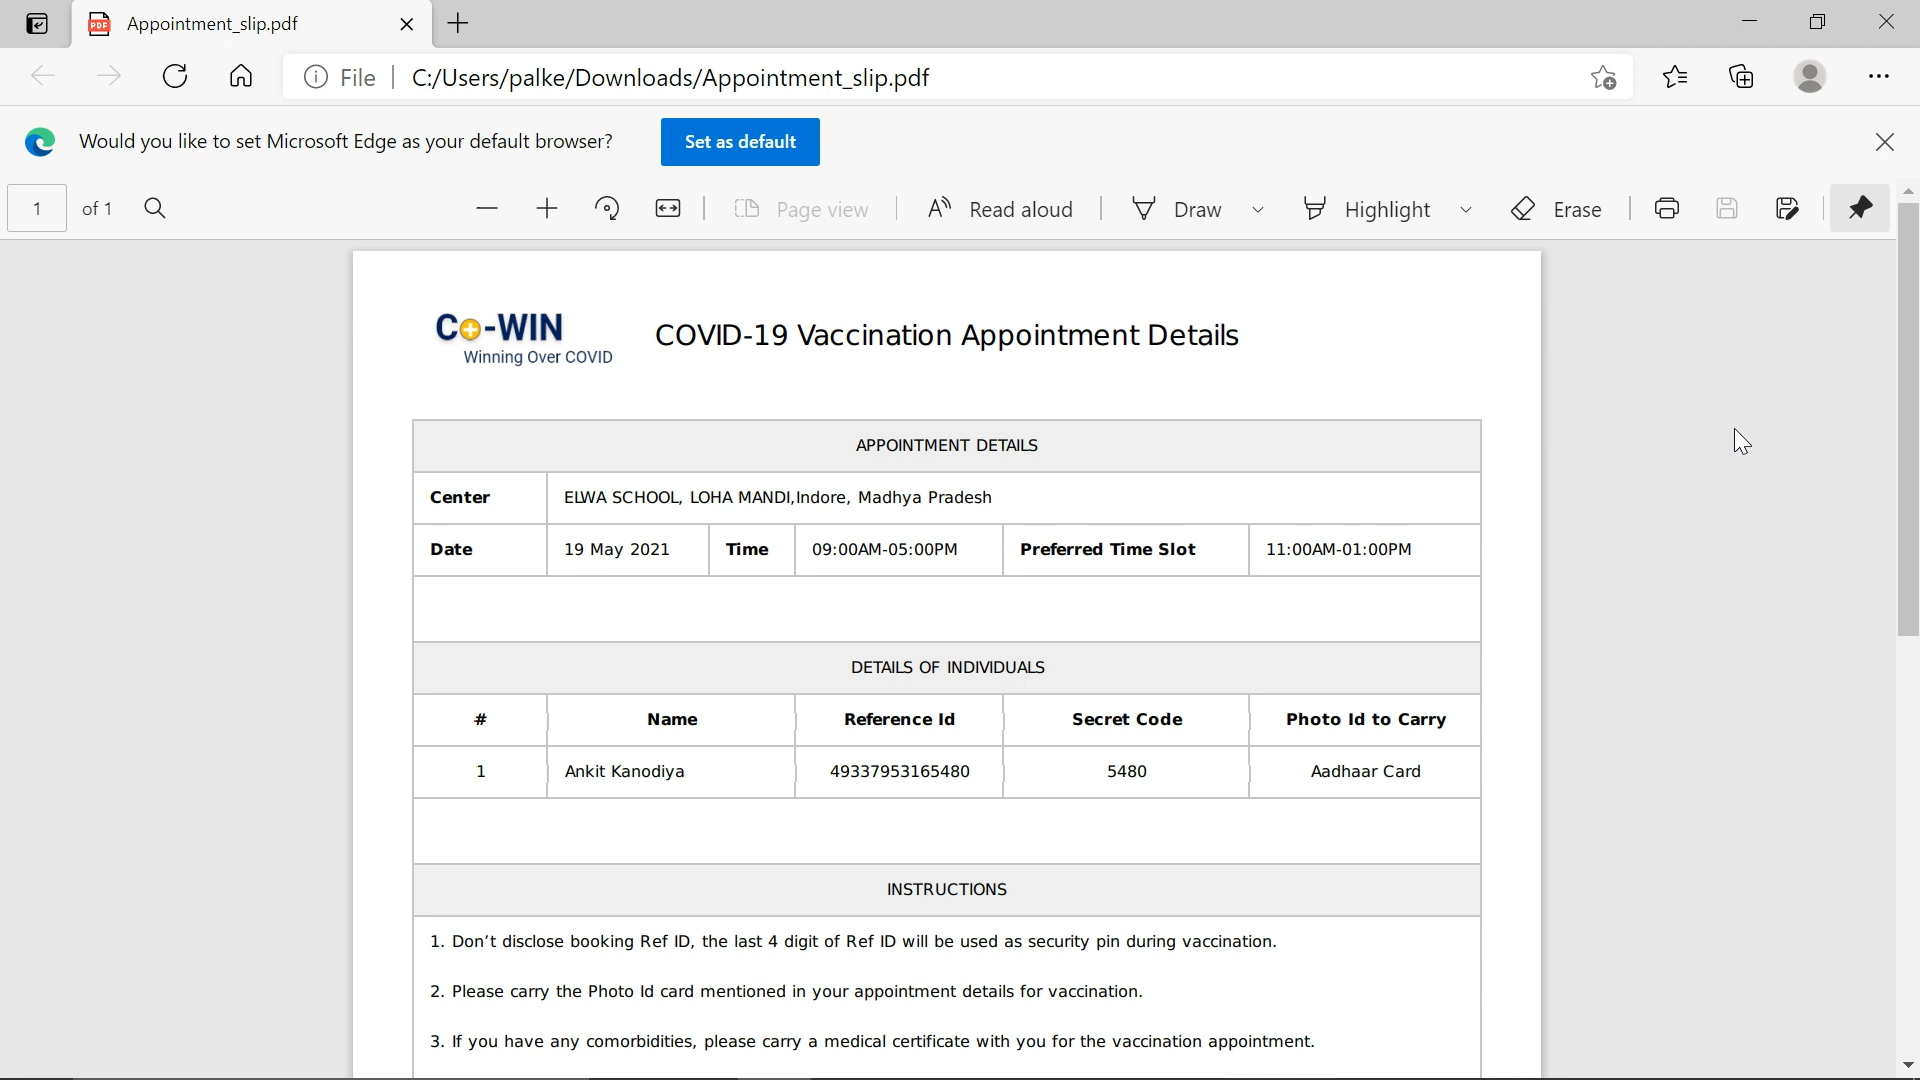 Appointment_slip.pdf
File | C:/Users/palke/Downloads/Appointment_slip.pdf
Would you like to set Microsoft Edge as your default browser? Set as default
1 of 1 Page view Read aloud Draw Highlight Erase
CO-WIN
Winning Over COVID
COVID-19 Vaccination Appointment Details
APPOINTMENT DETAILS
Center ELWA SCHOOL, LOHA MANDI,Indore, Madhya Pradesh
Date 19 May 2021 Time 09:00AM-05:00PM Preferred Time Slot 11:00AM-01:00PM
DETAILS OF INDIVIDUALS
# Name Reference Id Secret Code Photo Id to Carry
1 Ankit Kanodiya 49337953165480 5480 Aadhaar Card
INSTRUCTIONS
1. Don't disclose booking Ref ID, the last 4 digit of Ref ID will be used as security pin during vaccination.
2. Please carry the Photo Id card mentioned in your appointment details for vaccination.
3. If you have any comorbidities, please carry a medical certificate with you for the vaccination appointment.